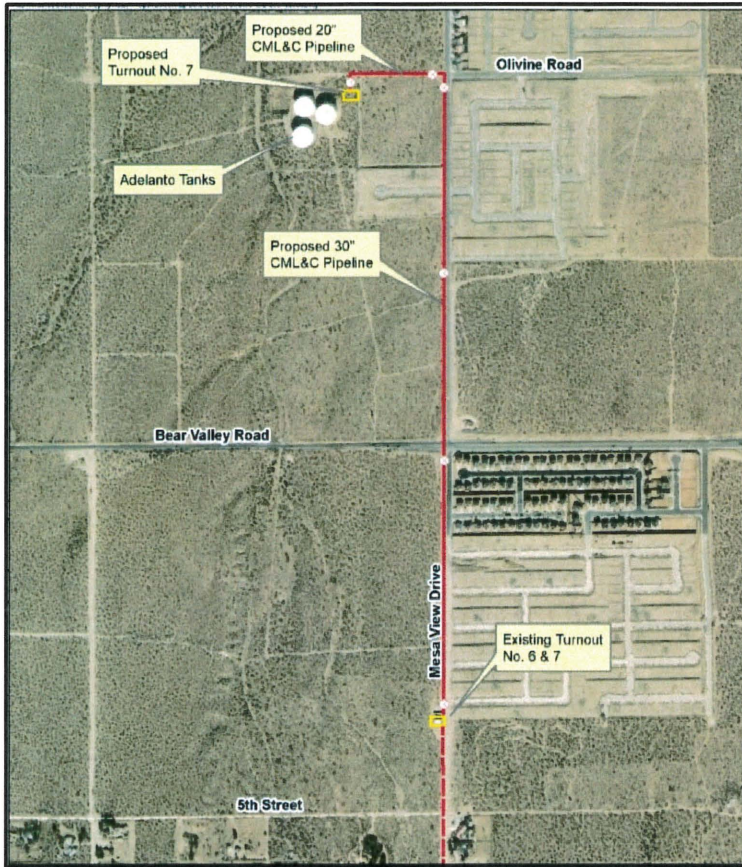 Proposed 20"
CML&C Pipeline
Proposed
Turnout No. 7
Olivine Road
Adelanto Tanks
Proposed 30"
CML&C Pipeline
Bear Valley Road
Mesa View Drive
Existing Turnout
No. 6 & 7
5th Street